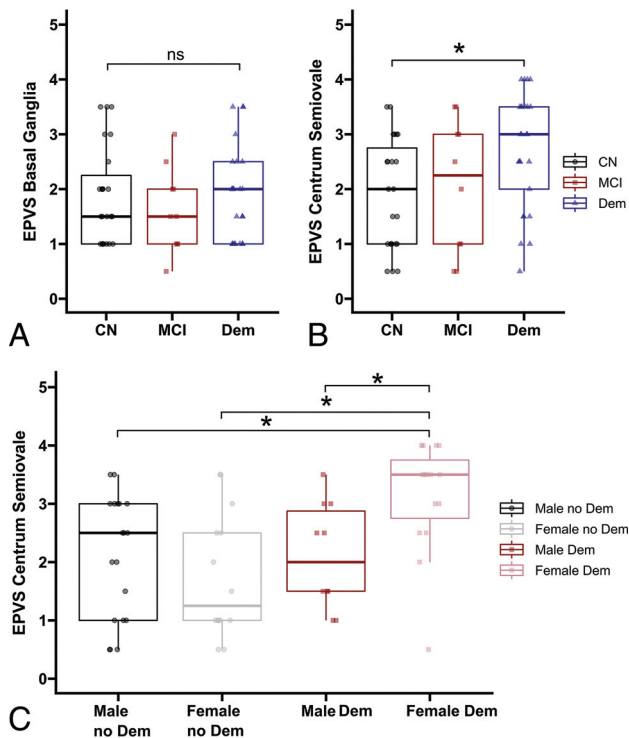 5
4
3
2
1
0
EPVS Basal Ganglia
ns
CN
MCI
Dem
A
5
4
3
2
1
0
EPVS Centrum Semiovale
*
CN
MCI
Dem
B
CN
MCI
Dem
5
4
3
2
1
0
EPVS Centrum Semiovale
*
*
*
Male
no Dem
Female
no Dem
Male Dem
Female Dem
C
Male no Dem
Female no Dem
Male Dem
Female Dem